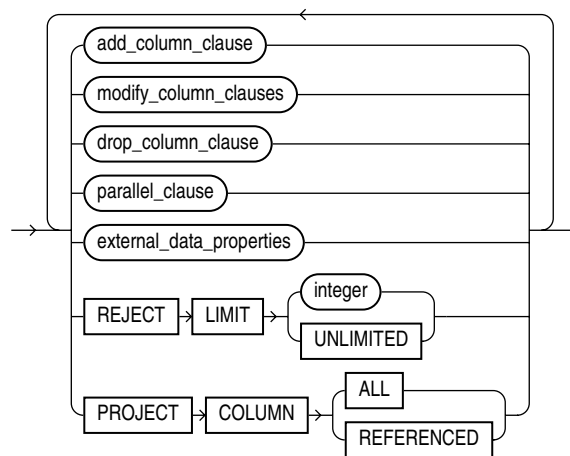 add_column_clause
modify_column_clauses
drop_column_clause
parallel_clause
external_data_properties
REJECT LIMIT integer
UNLIMITED
PROJECT COLUMN ALL
REFERENCED